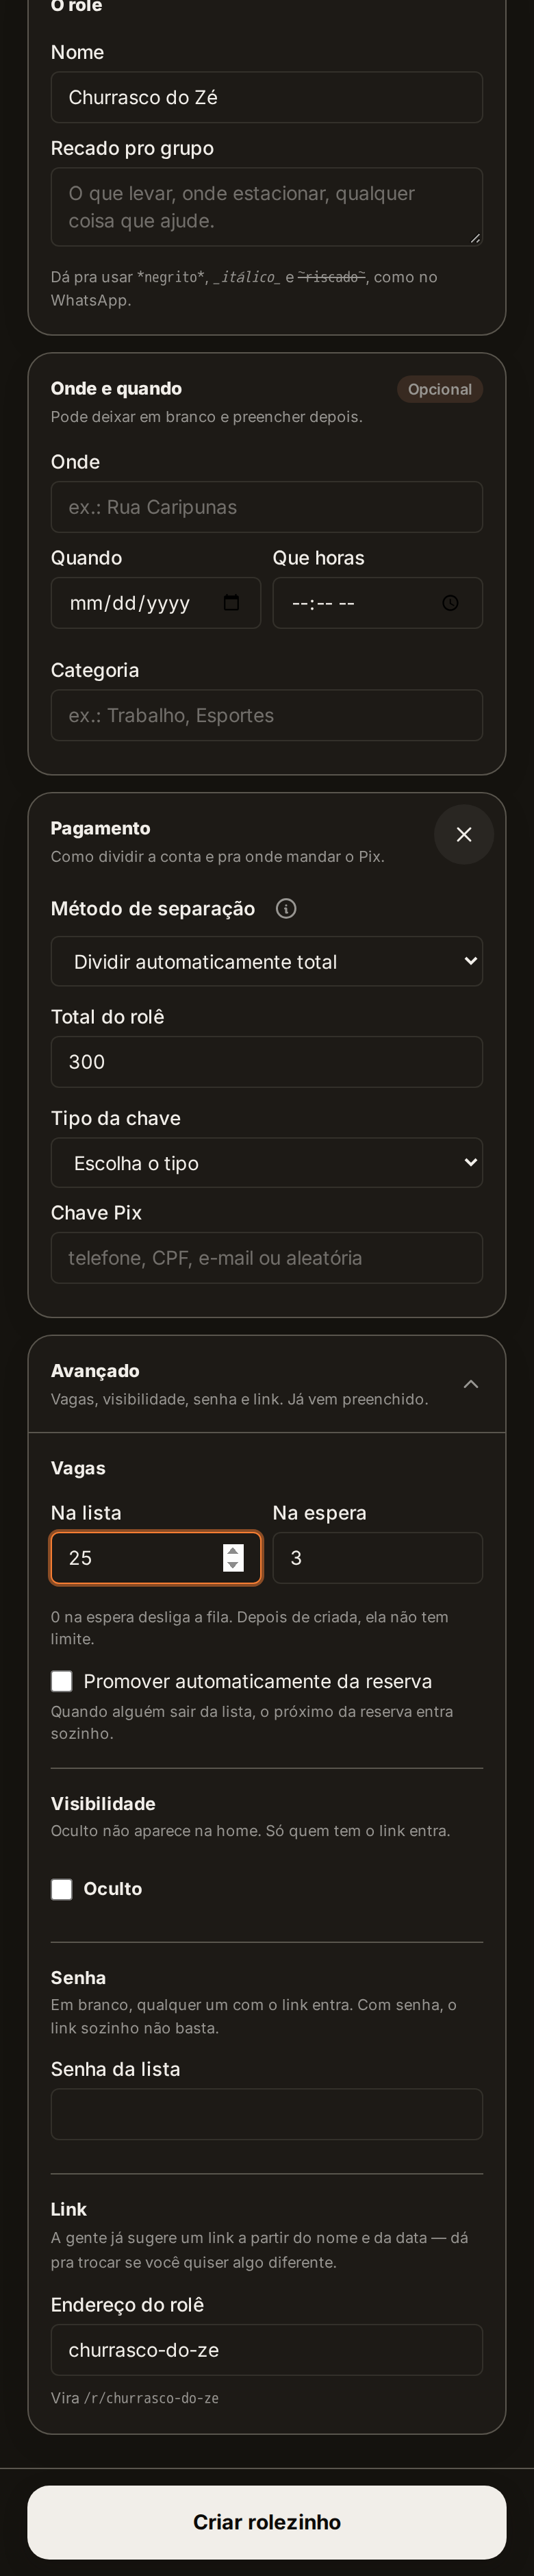 O role
Nome
Churrasco do Zé
Recado pro grupo
O que levar, onde estacionar, qualquer
coisa que ajude.
Dá pra usar *negrito*, _itálico_ e ~riscado~, como no
WhatsApp.
Onde e quando
Opcional
Pode deixar em branco e preencher depois.
Onde
ex.: Rua Caripunas
Quando
Que horas
mm/dd/yyyy
--:-- --
Categoria
ex.: Trabalho, Esportes
Pagamento
Como dividir a conta e pra onde mandar o Pix.
Método de separação
Dividir automaticamente total
Total do rolê
300
Tipo da chave
Escolha o tipo
Chave Pix
telefone, CPF, e-mail ou aleatória
Avançado
Vagas, visibilidade, senha e link. Já vem preenchido.
Vagas
Na lista
Na espera
25
3
0 na espera desliga a fila. Depois de criada, ela não tem
limite.
Promover automaticamente da reserva
Quando alguém sair da lista, o próximo da reserva entra
sozinho.
Visibilidade
Oculto não aparece na home. Só quem tem o link entra.
Oculto
Senha
Em branco, qualquer um com o link entra. Com senha, o
link sozinho não basta.
Senha da lista
Link
A gente já sugere um link a partir do nome e da data — dá
pra trocar se você quiser algo diferente.
Endereço do rolê
churrasco-do-ze
Vira /r/churrasco-do-ze
Criar rolezinho